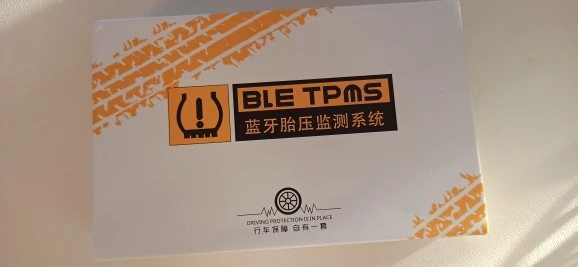 BLE TPMS
蓝牙胎压监测系统
DRIVING PROTECTION IS IN PLACE
行车保障 自有一套